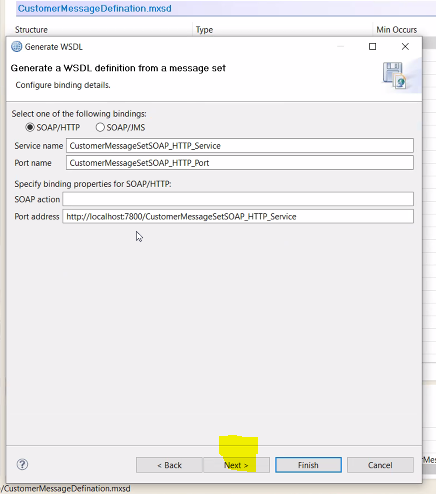 CustomerMessageDefination.mxsd
Structure Type Min Occurs
Generate WSDL
Generate a WSDL definition from a message set
Configure binding details.
Select one of the following bindings:
SOAP/HTTP SOAP/JMS
Service name CustomerMessageSetSOAP_HTTP_Service
Port name CustomerMessageSetSOAP_HTTP_Port
Specify binding properties for SOAP/HTTP:
SOAP action
Port address http://localhost:7800/CustomerMessageSetSOAP_HTTP_Service
< Back Next > Finish Cancel
/CustomerMessageDefination.mxsd